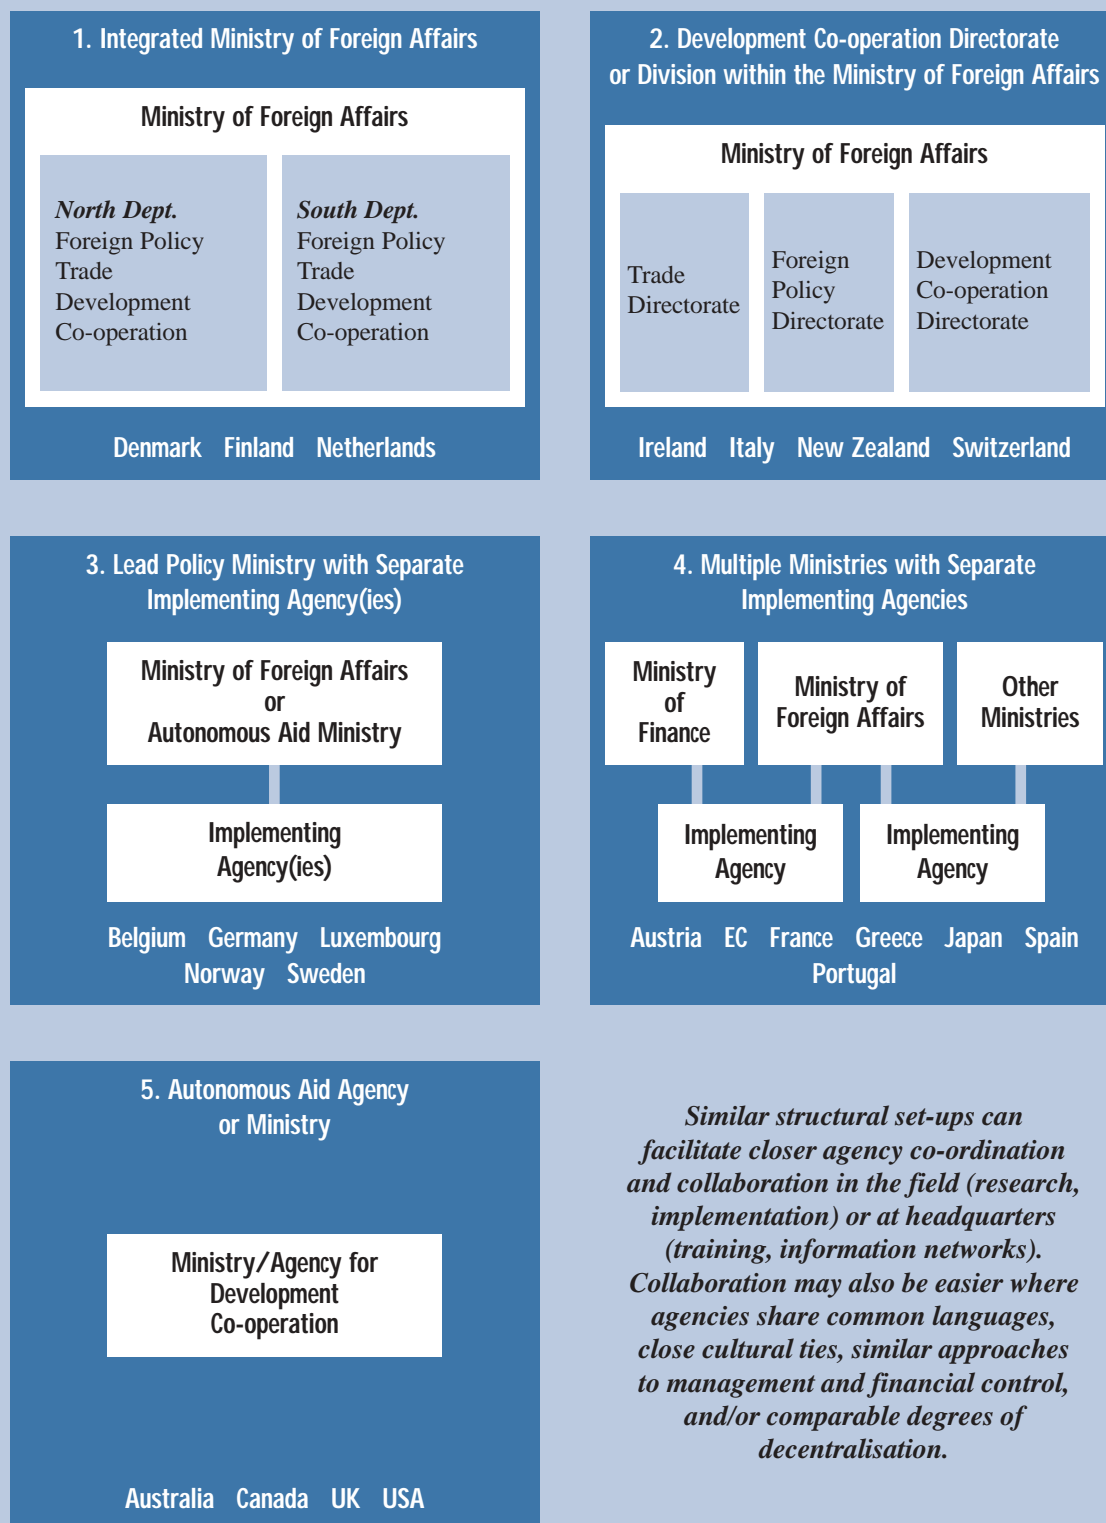 1. Integrated Ministry of Foreign Affairs
Ministry of Foreign Affairs
North Dept.
Foreign Policy
Trade
Development
Co-operation
South Dept.
Foreign Policy
Trade
Development
Co-operation
Denmark Finland Netherlands
2. Development Co-operation Directorate
or Division within the Ministry of Foreign Affairs
Ministry of Foreign Affairs
Trade
Directorate
Foreign
Policy
Directorate
Development
Co-operation
Directorate
Ireland Italy New Zealand Switzerland
3. Lead Policy Ministry with Separate
Implementing Agency(ies)
Ministry of Foreign Affairs
or
Autonomous Aid Ministry
Implementing
Agency(ies)
Belgium Germany Luxembourg
Norway Sweden
4. Multiple Ministries with Separate
Implementing Agencies
Ministry
of
Finance
Ministry of
Foreign Affairs
Other
Ministries
Implementing
Agency
Implementing
Agency
Austria EC France Greece Japan Spain
Portugal
5. Autonomous Aid Agency
or Ministry
Ministry/Agency for
Development
Co-operation
Australia Canada UK USA
Similar structural set-ups can
facilitate closer agency co-ordination
and collaboration in the field (research,
implementation) or at headquarters
(training, information networks).
Collaboration may also be easier where
agencies share common languages,
close cultural ties, similar approaches
to management and financial control,
and/or comparable degrees of
decentralisation.